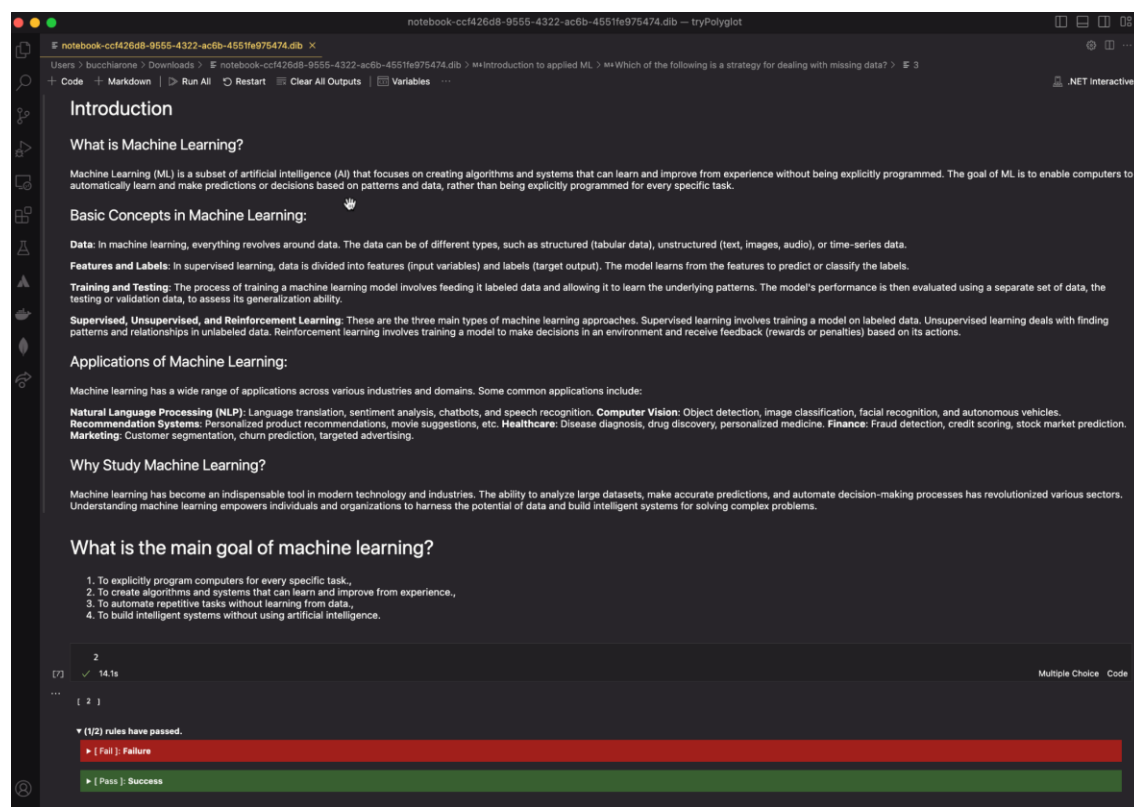 notebook-ccf426d8-9555-4322-ac6b-4551fe975474.dib — tryPolyglot
notebook-ccf426d8-9555-4322-ac6b-4551fe975474.dib ×
Users > bucchiarone > Downloads > notebook-ccf426d8-9555-4322-ac6b-4551fe975474.dib > M↓Introduction to applied ML > M↓Which of the following is a strategy for dealing with missing data? > 3
+ Code + Markdown | Run All Restart Clear All Outputs | Variables ... .NET Interactive
Introduction
What is Machine Learning?
Machine Learning (ML) is a subset of artificial intelligence (AI) that focuses on creating algorithms and systems that can learn and improve from experience without being explicitly programmed. The goal of ML is to enable computers to
automatically learn and make predictions or decisions based on patterns and data, rather than being explicitly programmed for every specific task.
Basic Concepts in Machine Learning:
Data: In machine learning, everything revolves around data. The data can be of different types, such as structured (tabular data), unstructured (text, images, audio), or time-series data.
Features and Labels: In supervised learning, data is divided into features (input variables) and labels (target output). The model learns from the features to predict or classify the labels.
Training and Testing: The process of training a machine learning model involves feeding it labeled data and allowing it to learn the underlying patterns. The model's performance is then evaluated using a separate set of data, the
testing or validation data, to assess its generalization ability.
Supervised, Unsupervised, and Reinforcement Learning: These are the three main types of machine learning approaches. Supervised learning involves training a model on labeled data. Unsupervised learning deals with finding
patterns and relationships in unlabeled data. Reinforcement learning involves training a model to make decisions in an environment and receive feedback (rewards or penalties) based on its actions.
Applications of Machine Learning:
Machine learning has a wide range of applications across various industries and domains. Some common applications include:
Natural Language Processing (NLP): Language translation, sentiment analysis, chatbots, and speech recognition. Computer Vision: Object detection, image classification, facial recognition, and autonomous vehicles.
Recommendation Systems: Personalized product recommendations, movie suggestions, etc. Healthcare: Disease diagnosis, drug discovery, personalized medicine. Finance: Fraud detection, credit scoring, stock market prediction.
Marketing: Customer segmentation, churn prediction, targeted advertising.
Why Study Machine Learning?
Machine learning has become an indispensable tool in modern technology and industries. The ability to analyze large datasets, make accurate predictions, and automate decision-making processes has revolutionized various sectors.
Understanding machine learning empowers individuals and organizations to harness the potential of data and build intelligent systems for solving complex problems.
What is the main goal of machine learning?
1. To explicitly program computers for every specific task.,
2. To create algorithms and systems that can learn and improve from experience.,
3. To automate repetitive tasks without learning from data.,
4. To build intelligent systems without using artificial intelligence.
2
[7] ✓ 14.1s Multiple Choice Code
...
[ 2 ]
▼ (1/2) rules have passed.
▶ [ Fail ]: Failure
▶ [ Pass ]: Success